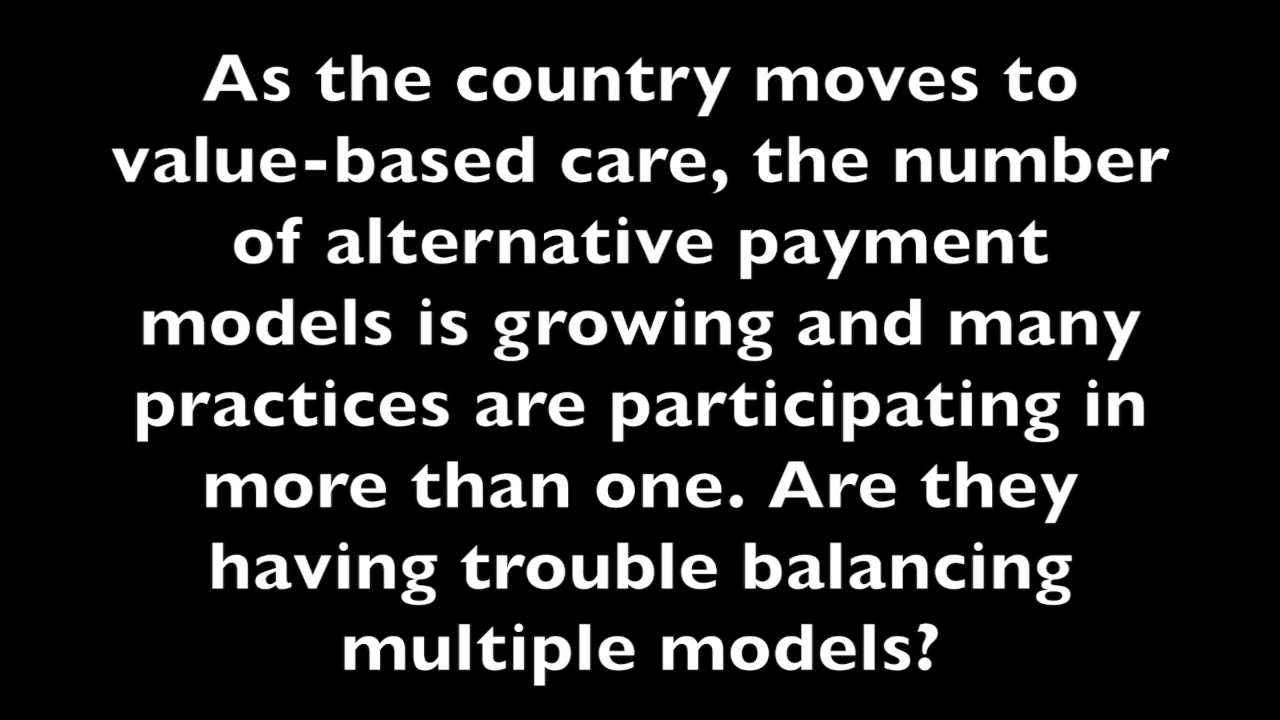 As the country moves to
value-based care, the number
of alternative payment
models is growing and many
practices are participating in
more than one. Are they
having trouble balancing
multiple models?